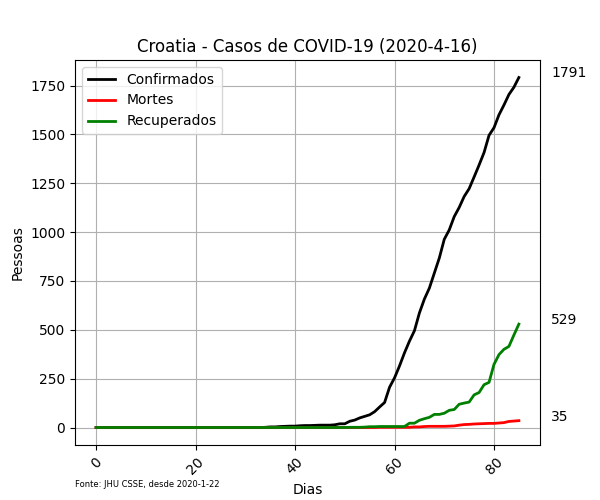 Croatia - Casos de COVID-19 (2020-4-16)
Confirmados
Mortes
Recuperados
1791
529
35
1750
1500
1250
1000
750
500
250
0
Pessoas
0 20 40 60 80
Fonte: JHU CSSE, desde 2020-1-22
Dias